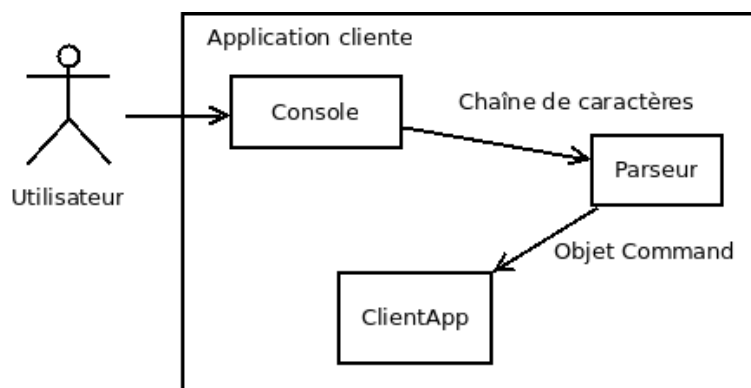 Application cliente
Console
Chaîne de caractères
Parseur
Utilisateur
Objet Command
ClientApp